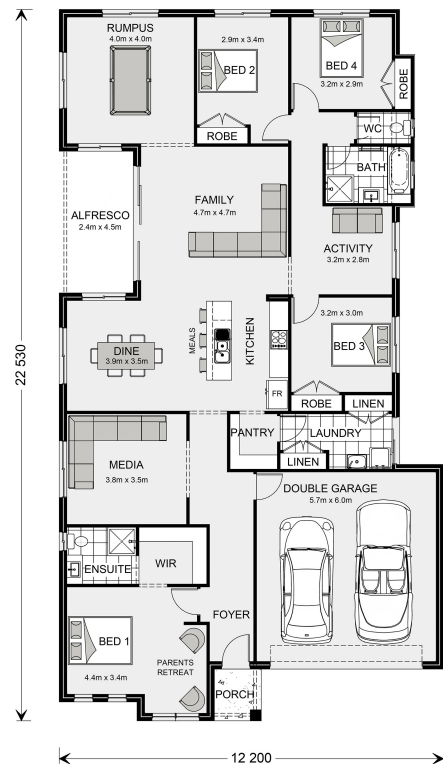 RUMPUS
4.0m x 4.0m
2.9m x 3.4m
BED 2
ROBE
BED 4
3.2m x 2.9m
ROBE
WC
BATH
FAMILY
4.7m x 4.7m
ALFRESCO
2.4m x 4.5m
ACTIVITY
3.2m x 2.8m
MEALS
KITCHEN
DINE
3.9m x 3.5m
3.2m x 3.0m
BED 3
FR
ROBE
LINEN
PANTRY
LAUNDRY
LINEN
MEDIA
3.8m x 3.5m
DOUBLE GARAGE
5.7m x 6.0m
ENSUITE
WIR
FOYER
BED 1
4.4m x 3.4m
PARENTS
RETREAT
PORCH
22 530
12 200